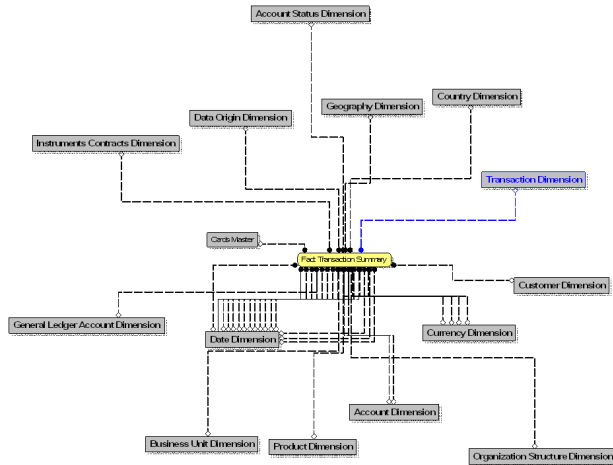 Account Status Dimension
Country Dimension
Geography Dimension
Data Origin Dimension
Instruments Contracts Dimension
Transaction Dimension
Cards Master
Fact: Transaction Summary
Customer Dimension
General Ledger Account Dimension
Date Dimension
Currency Dimension
Account Dimension
Business Unit Dimension
Product Dimension
Organization Structure Dimension